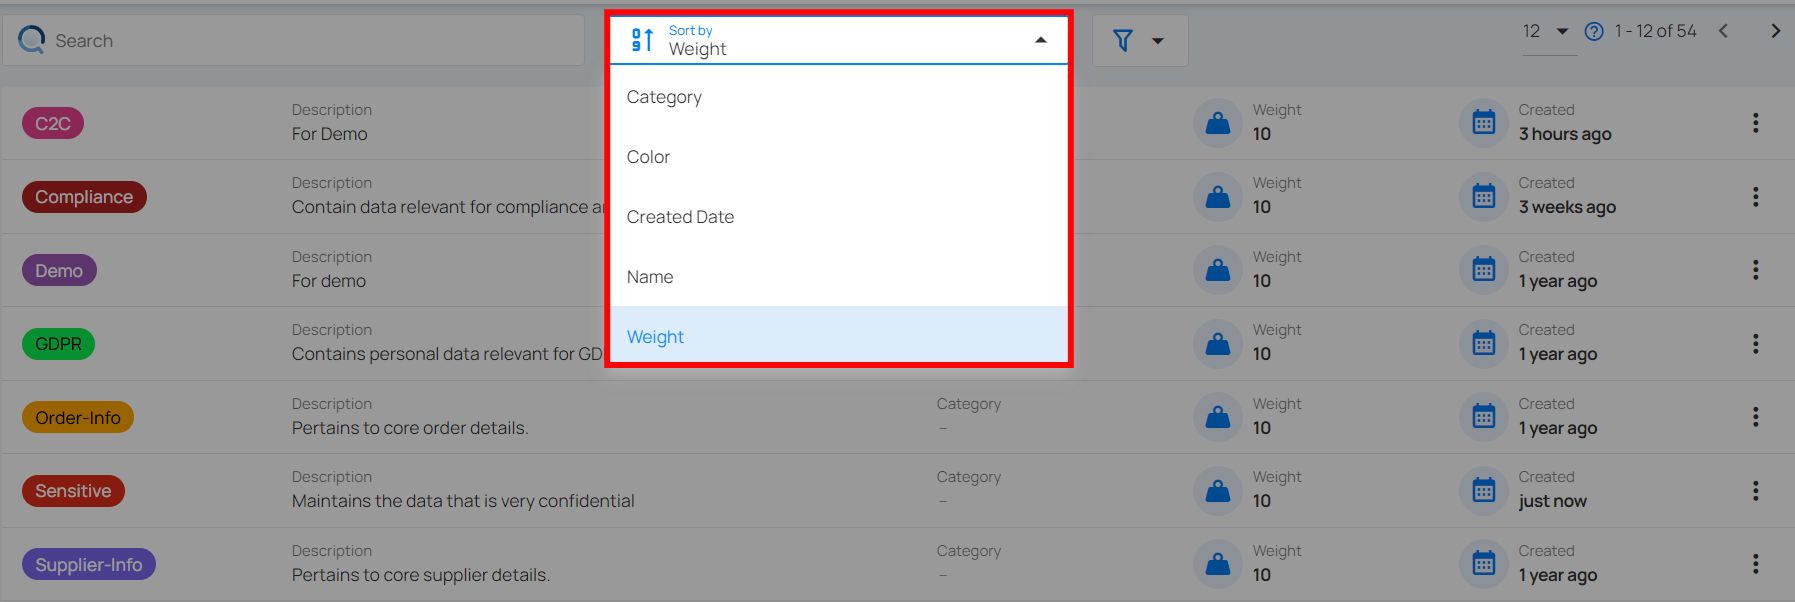 Search
Sort by
Weight
12
1 - 12 of 54
Category
Color
Created Date
Name
Weight
C2C
Description
For Demo
Weight
10
Created
3 hours ago
Compliance
Description
Contain data relevant for compliance
Weight
10
Created
3 weeks ago
Demo
Description
For demo
Weight
10
Created
1 year ago
GDPR
Description
Contains personal data relevant for
Weight
10
Created
1 year ago
Order-Info
Description
Pertains to core order details.
Category
–
Weight
10
Created
1 year ago
Sensitive
Description
Maintains the data that is very confidential
Category
–
Weight
10
Created
just now
Supplier-Info
Description
Pertains to core supplier details.
Category
–
Weight
10
Created
1 year ago